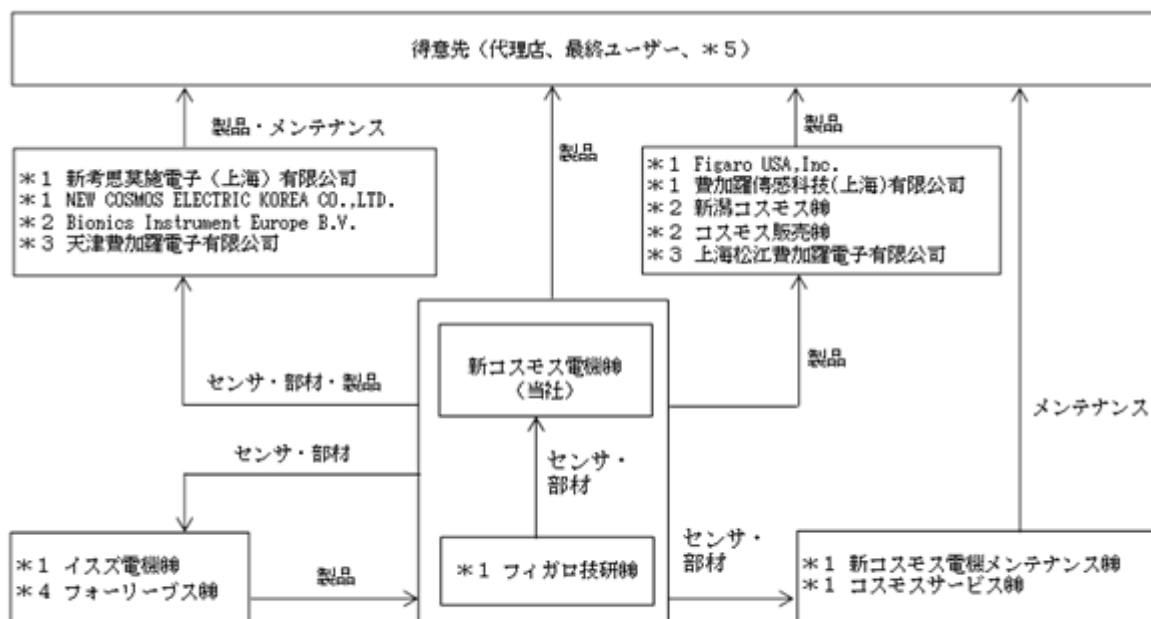 得意先(代理店、最終ユーザー、*5)
製品・メンテナンス
製品
製品
*1 新考思莫施電子(上海)有限公司
*1 NEW COSMOS ELECTRIC KOREA CO.,LTD.
*2 Bionics Instrument Europe B.V.
*3 天津費加羅電子有限公司
*1 Figaro USA,Inc.
*1 費加羅傳感科技(上海)有限公司
*2 新潟コスモス㈱
*2 コスモス販売㈱
*3 上海松江費加羅電子有限公司
センサ・部材・製品
新コスモス電機㈱
(当社)
製品
メンテナンス
センサ・部材
センサ・
部材
*1 イスズ電機㈱
*4 フォーリーブス㈱
製品
*1 フィガロ技研㈱
センサ・
部材
*1 新コスモス電機メンテナンス㈱
*1 コスモスサービス㈱